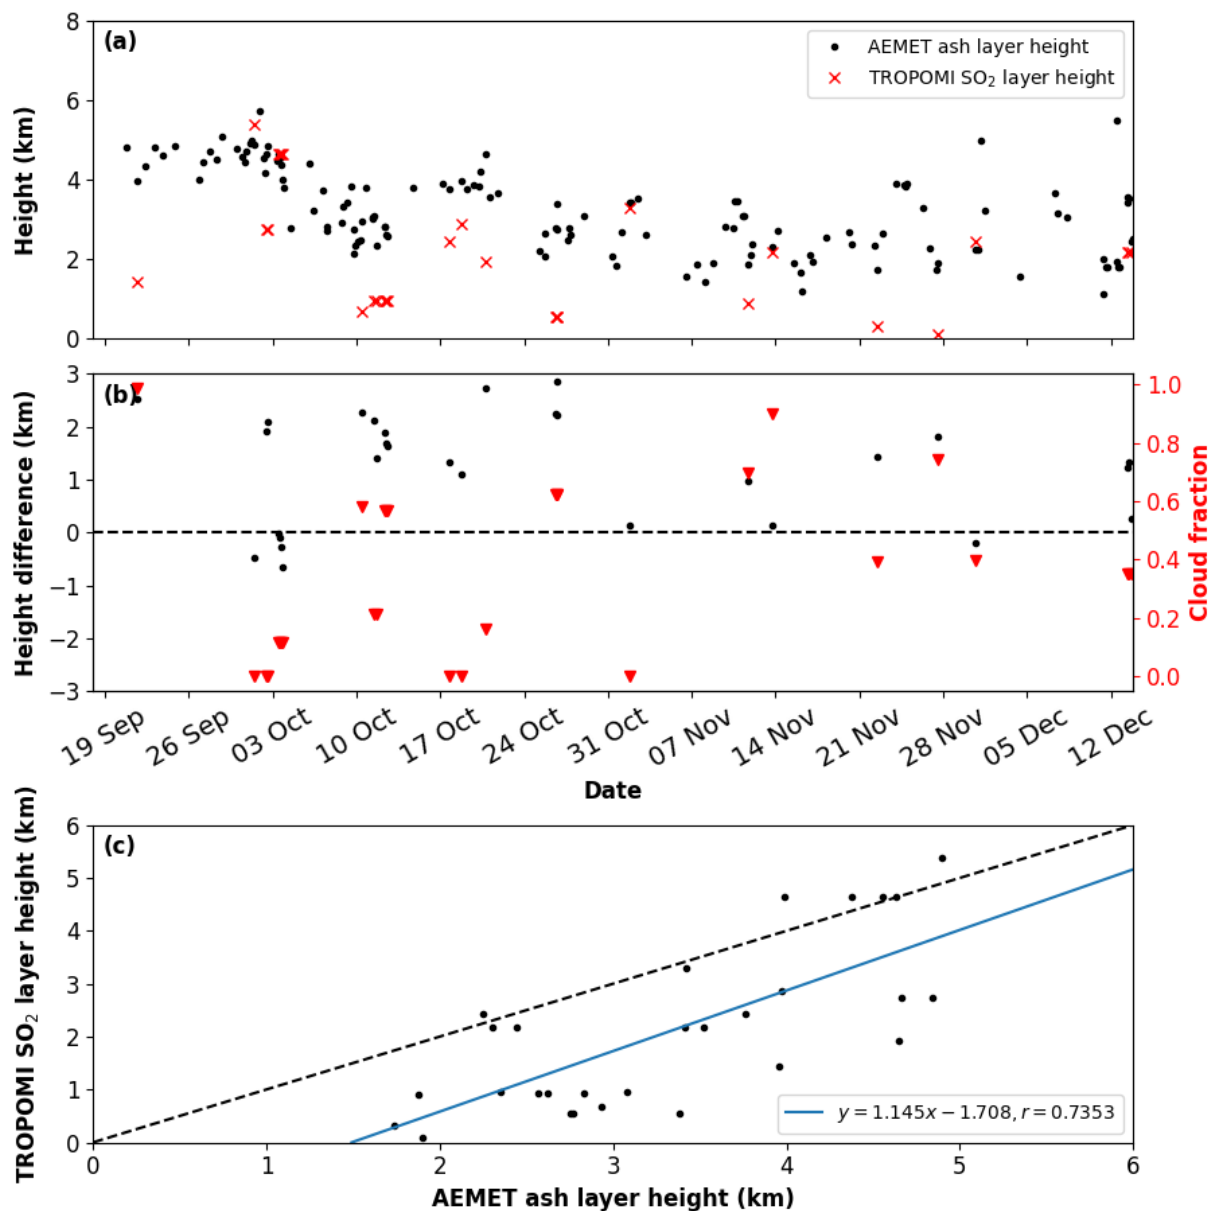 (a)
AEMET ash layer height
TROPOMI SO₂ layer height
Height (km)
8
6
4
2
0
(b)
Height difference (km)
3
2
1
0
−1
−2
−3
Cloud fraction
1.0
0.8
0.6
0.4
0.2
0.0
19 Sep
26 Sep
03 Oct
10 Oct
17 Oct
24 Oct
31 Oct
07 Nov
14 Nov
21 Nov
28 Nov
05 Dec
12 Dec
Date
(c)
TROPOMI SO₂ layer height (km)
6
5
4
3
2
1
0
y = 1.145x − 1.708, r = 0.7353
0 1 2 3 4 5 6
AEMET ash layer height (km)